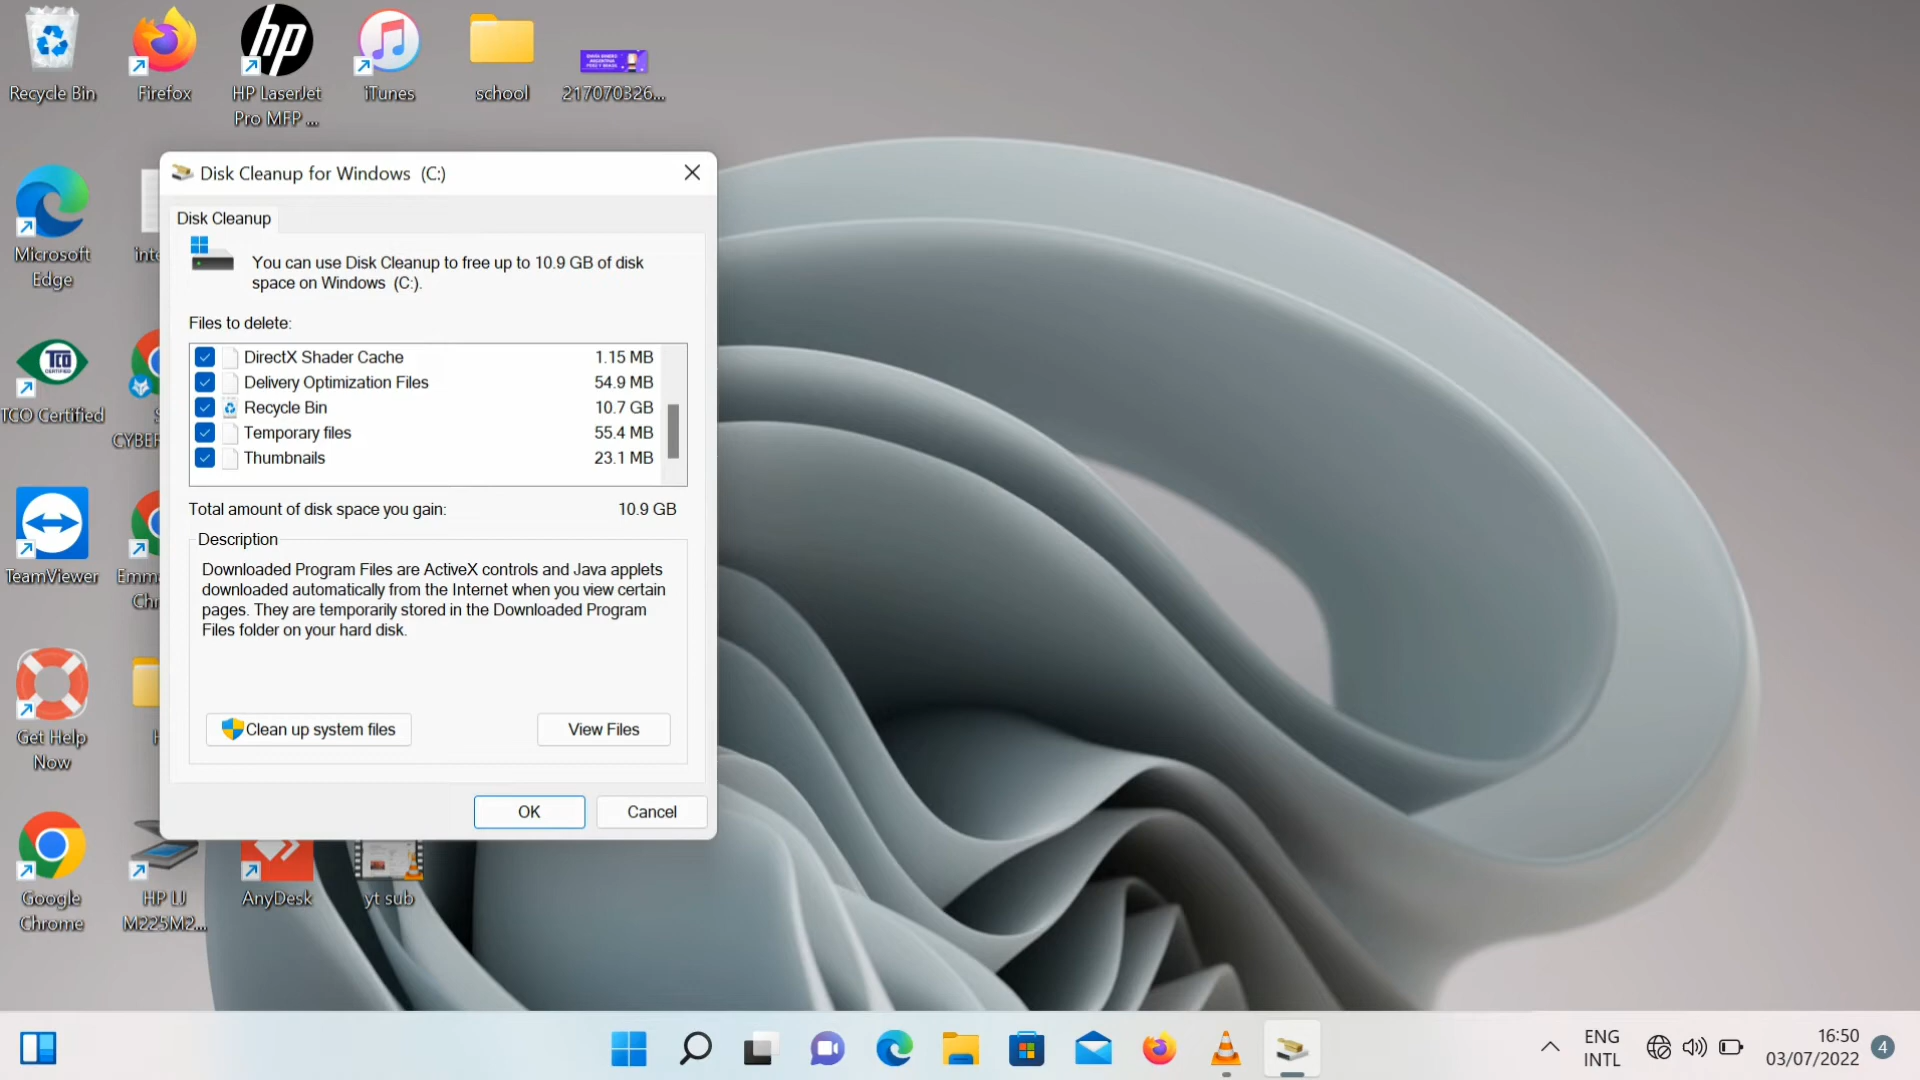 Recycle Bin
Firefox
HP LaserJet
Pro MFP ...
iTunes
school
217070326...
hp
Disk Cleanup for Windows (C:)
Disk Cleanup
You can use Disk Cleanup to free up to 10.9 GB of disk
space on Windows (C:).
Files to delete:
DirectX Shader Cache 1.15 MB
Delivery Optimization Files 54.9 MB
Recycle Bin 10.7 GB
Temporary files 55.4 MB
Thumbnails 23.1 MB
Total amount of disk space you gain: 10.9 GB
Description
Downloaded Program Files are ActiveX controls and Java applets
downloaded automatically from the Internet when you view certain
pages. They are temporarily stored in the Downloaded Program
Files folder on your hard disk.
Clean up system files
View Files
OK
Cancel
Microsoft
Edge
TCO
CERTIFIED
TCO Certified
TeamViewer
Get Help
Now
Google
Chrome
HP LJ
M225M2...
AnyDesk
yt sub
ENG
INTL
16:50
03/07/2022
4